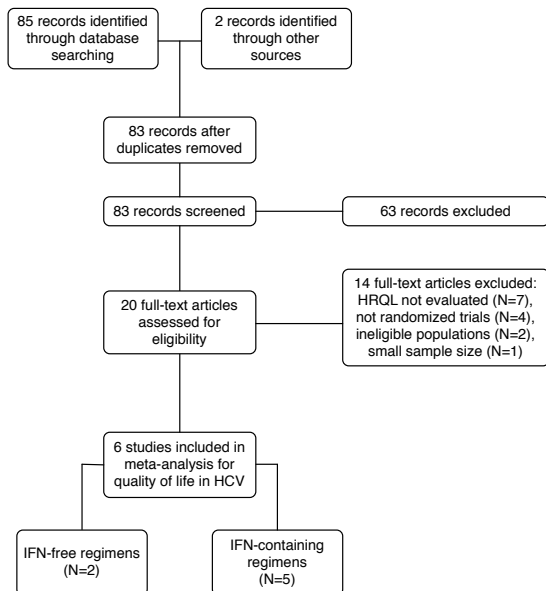 85 records identified
through database
searching
2 records identified
through other
sources
83 records after
duplicates removed
83 records screened
63 records excluded
20 full-text articles
assessed for
eligibility
14 full-text articles excluded:
HRQL not evaluated (N=7),
not randomized trials (N=4),
ineligible populations (N=2),
small sample size (N=1)
6 studies included in
meta-analysis for
quality of life in HCV
IFN-free regimens
(N=2)
IFN-containing
regimens
(N=5)